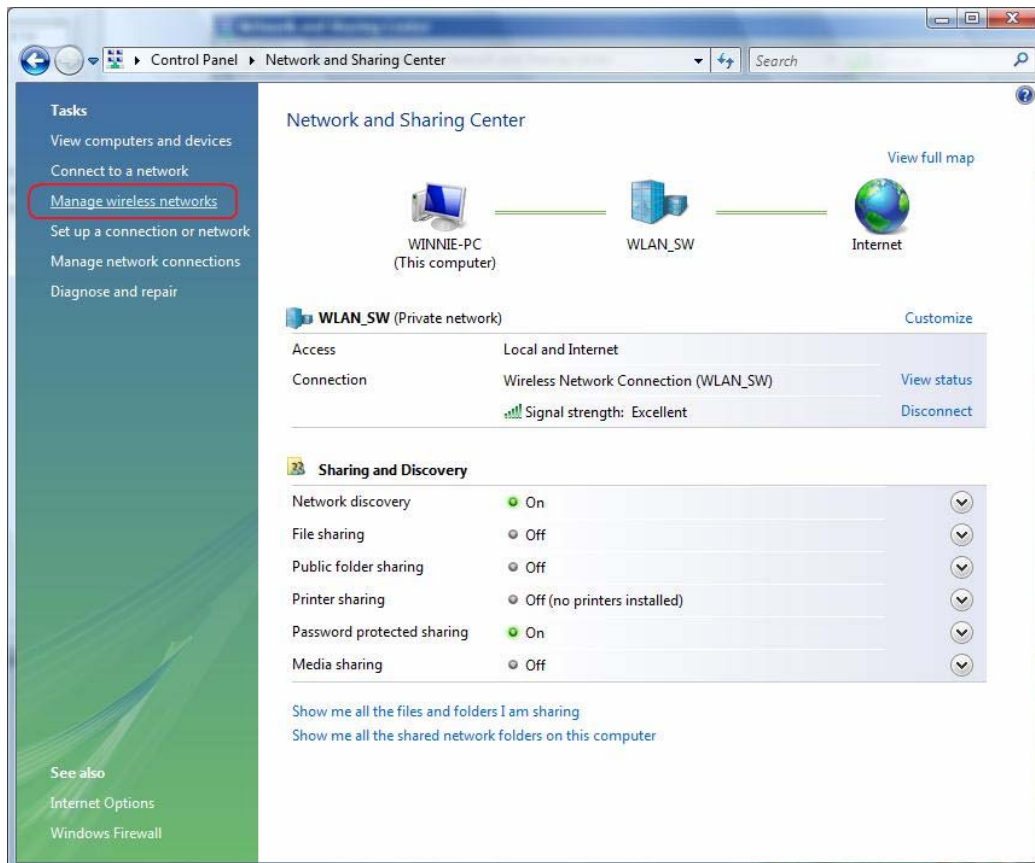 Control Panel
Network and Sharing Center
Search
Tasks
View computers and devices
Connect to a network
Manage wireless networks
Set up a connection or network
Manage network connections
Diagnose and repair
See also
Internet Options
Windows Firewall
Network and Sharing Center
View full map
WINNIE-PC
(This computer)
WLAN_SW
Internet
WLAN_SW (Private network)
Customize
Access Local and Internet
Connection Wireless Network Connection (WLAN_SW) View status
Signal strength: Excellent Disconnect
Sharing and Discovery
Network discovery On
File sharing Off
Public folder sharing Off
Printer sharing Off (no printers installed)
Password protected sharing On
Media sharing Off
Show me all the files and folders I am sharing
Show me all the shared network folders on this computer